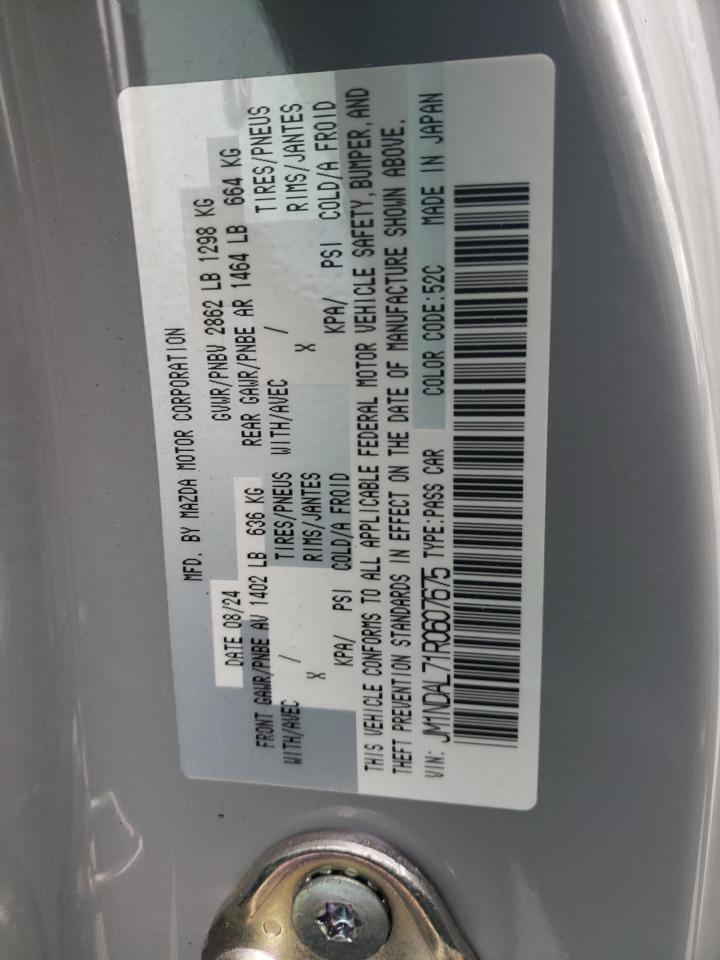 MFD. BY MAZDA MOTOR CORPORATION
DATE 08/24 GVWR/PNBV 2862 LB 1298 KG
FRONT GAWR/PNBE AV 1402 LB 636 KG REAR GAWR/PNBE AR 1464 LB 664 KG
WITH/AVEC / TIRES/PNEUS WITH/AVEC / TIRES/PNEUS
X RIMS/JANTES X RIMS/JANTES
KPA/ PSI COLD/A FROID KPA/ PSI COLD/A FROID
THIS VEHICLE CONFORMS TO ALL APPLICABLE FEDERAL MOTOR VEHICLE SAFETY, BUMPER, AND
THEFT PREVENTION STANDARDS IN EFFECT ON THE DATE OF MANUFACTURE SHOWN ABOVE.
VIN: JM1NDAL71R0607675 TYPE:PASS CAR COLOR CODE:52C MADE IN JAPAN